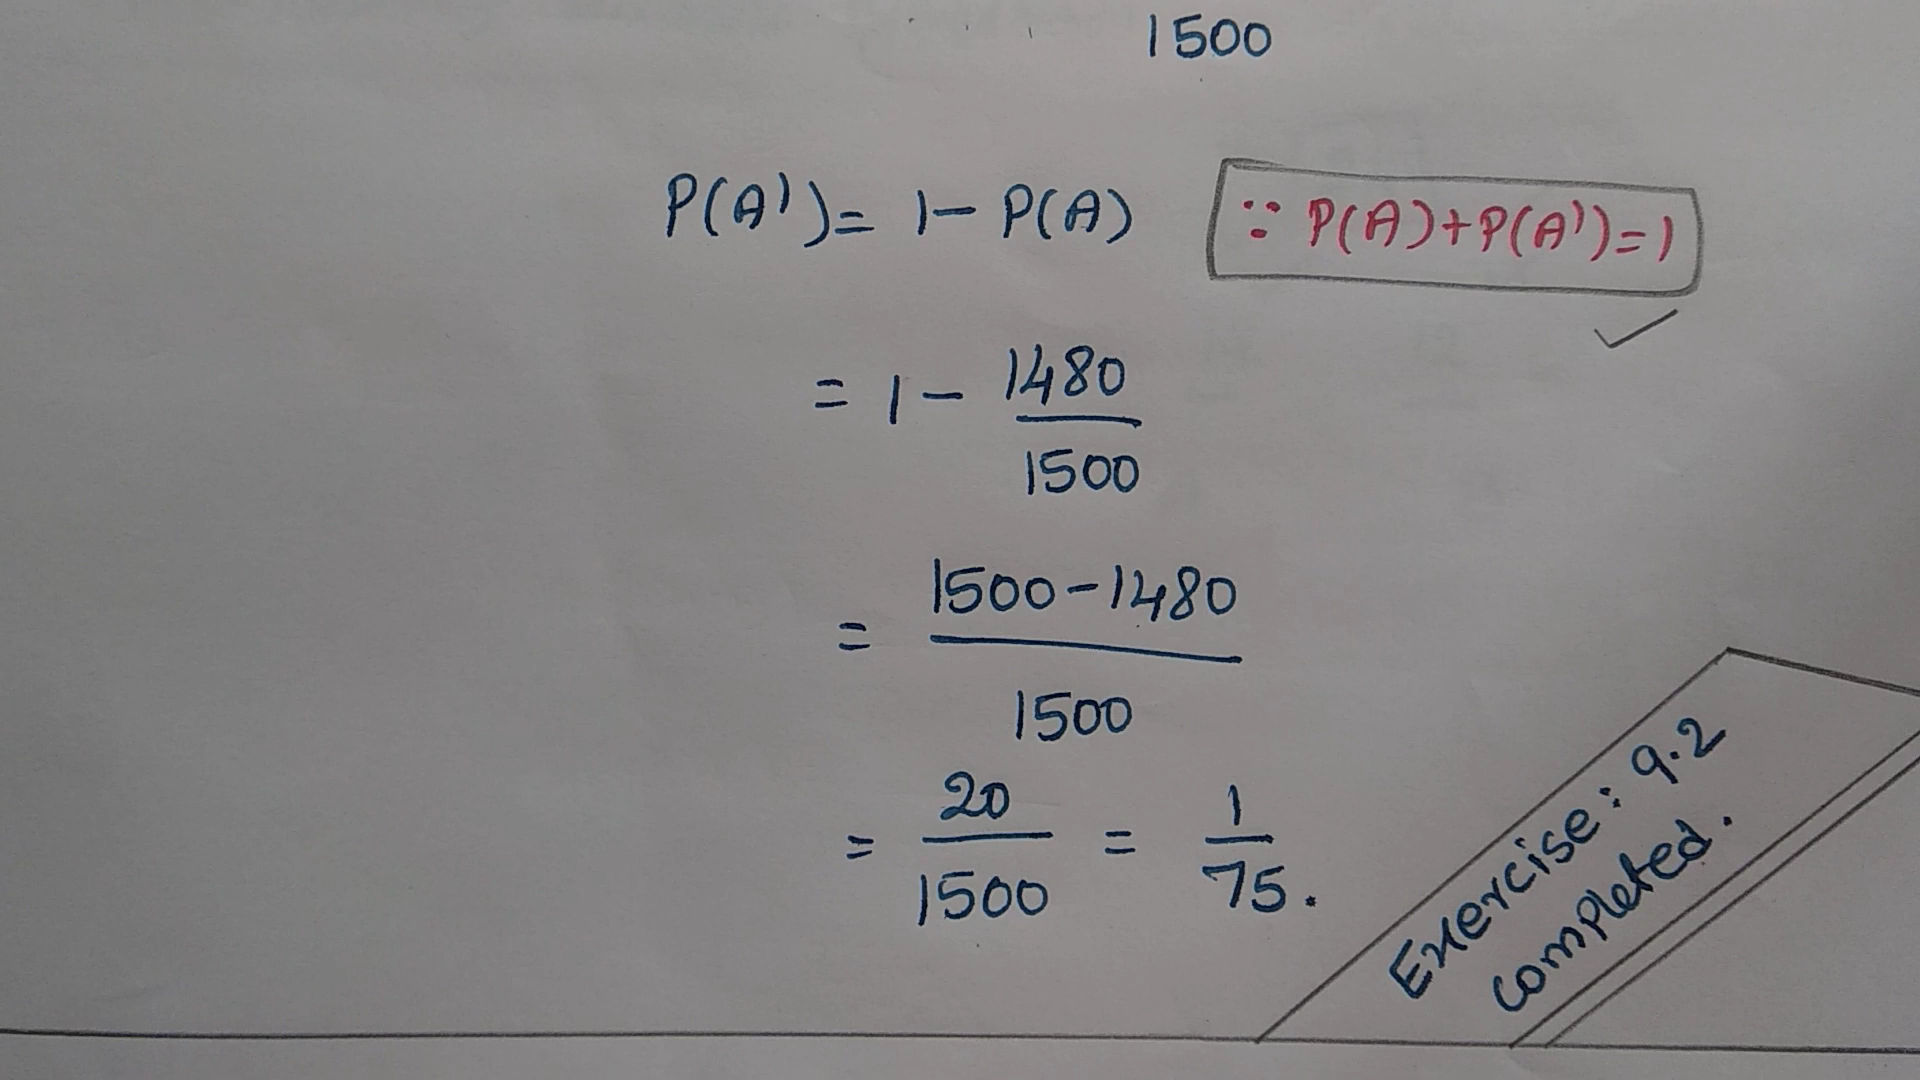 1500
P(A') = 1 - P(A) ∵ P(A) + P(A') = 1
= 1 - 1480/1500
= 1500 - 1480/1500
= 20/1500 = 1/75.
Exercise: 9.2
completed.